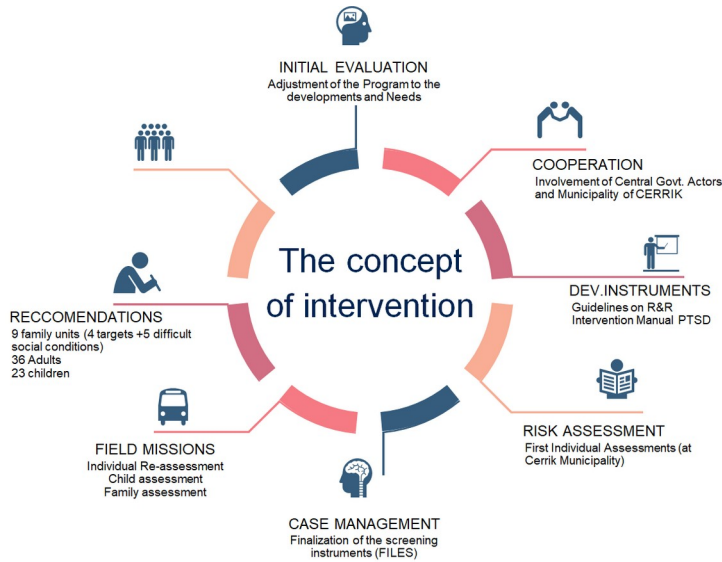 INITIAL EVALUATION
Adjustment of the Program to the
developments and Needs
COOPERATION
Involvement of Central Govt. Actors
and Municipality of CERRIK
DEV.INSTRUMENTS
Guidelines on R&R
Intervention Manual PTSD
RISK ASSESSMENT
First Individual Assessments (at
Cerrik Municipality)
CASE MANAGEMENT
Finalization of the screening
instruments (FILES)
FIELD MISSIONS
Individual Re-assessment
Child assessment
Family assessment
RECCOMENDATIONS
9 family units (4 targets +5 difficult
social conditions)
36 Adults
23 children
The concept
of intervention